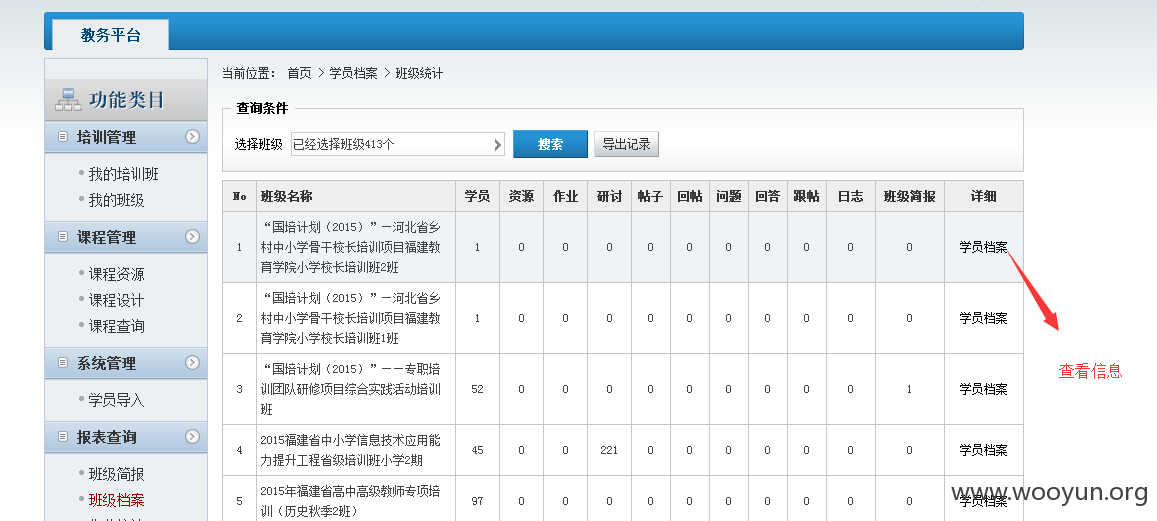 教务平台
功能类目
培训管理
我的培训班
我的班级
课程管理
课程资源
课程设计
课程查询
系统管理
学员导入
报表查询
班级简报
班级档案
当前位置： 首页 > 学员档案 > 班级统计
查询条件
选择班级 已经选择班级413个 搜索 导出记录
No 班级名称 学员 资源 作业 研讨 帖子 回帖 问题 回答 跟帖 日志 班级简报 详细
“国培计划（2015）”—河北省乡
1 村中小学骨干校长培训项目福建教 1 0 0 0 0 0 0 0 0 0 0 学员档案
育学院小学校长培训班2班
“国培计划（2015）”—河北省乡
2 村中小学骨干校长培训项目福建教 1 0 0 0 0 0 0 0 0 0 0 学员档案
育学院小学校长培训班1班
“国培计划（2015）”——专职培
3 训团队研修项目综合实践活动培训 52 0 0 0 0 0 0 0 0 0 1 学员档案
班
2015福建省中小学信息技术应用能
4 力提升工程省级培训班小学2期 45 0 0 221 0 0 0 0 0 0 0 学员档案
2015年福建省高中高级教师专项培
5 训（历史秋季2班） 97 0 0 0 0 0 0 0 0 0 0 学员档案
查看信息
www.wooyun.org